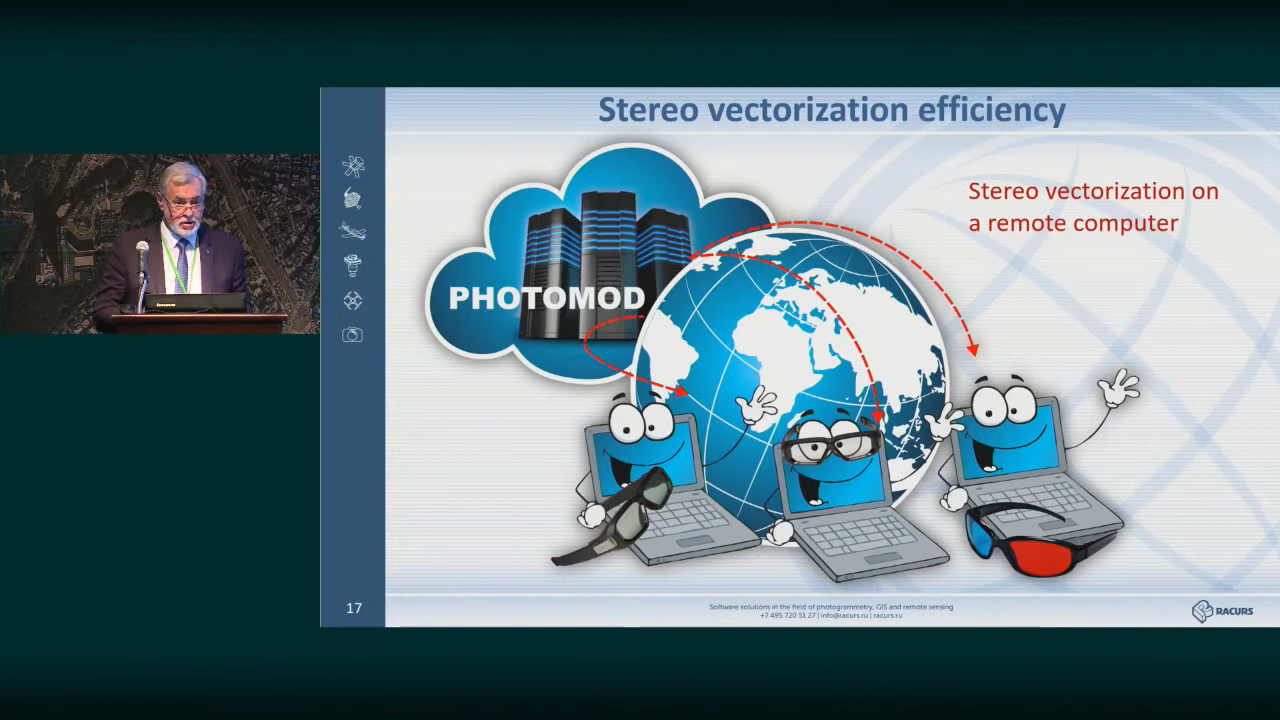 Stereo vectorization efficiency
Stereo vectorization on
a remote computer
PHOTOMOD
17
Software solutions in the field of photogrammetry, GIS and remote sensing
+7 495 720 51 27 | info@racurs.ru | racurs.ru
RACURS
lenovo